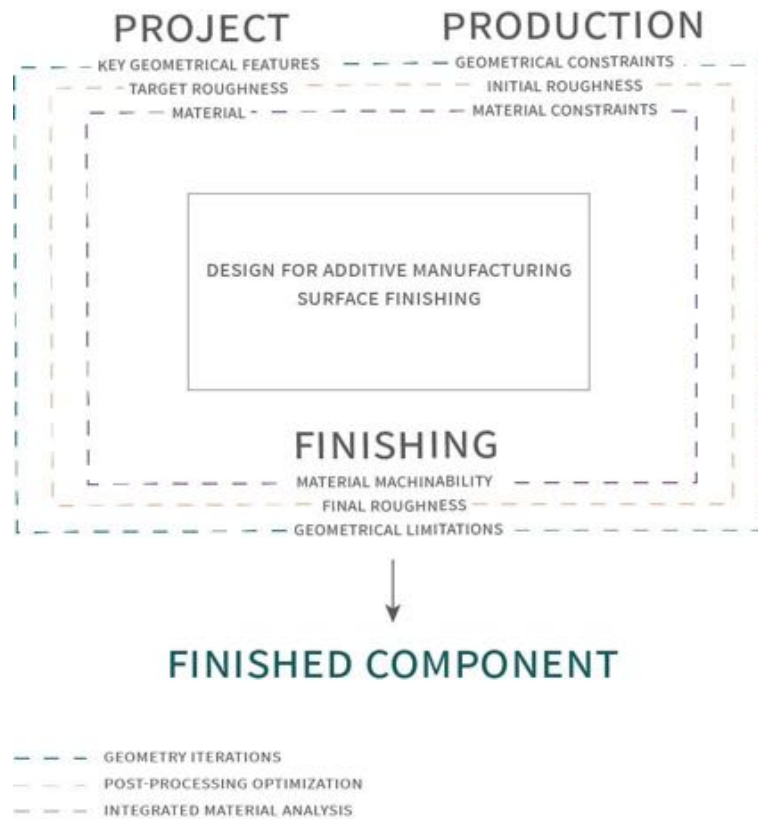 PROJECT
PRODUCTION
KEY GEOMETRICAL FEATURES
GEOMETRICAL CONSTRAINTS
TARGET ROUGHNESS
INITIAL ROUGHNESS
MATERIAL
MATERIAL CONSTRAINTS
DESIGN FOR ADDITIVE MANUFACTURING
SURFACE FINISHING
FINISHING
MATERIAL MACHINABILITY
FINAL ROUGHNESS
GEOMETRICAL LIMITATIONS
FINISHED COMPONENT
GEOMETRY ITERATIONS
POST-PROCESSING OPTIMIZATION
INTEGRATED MATERIAL ANALYSIS